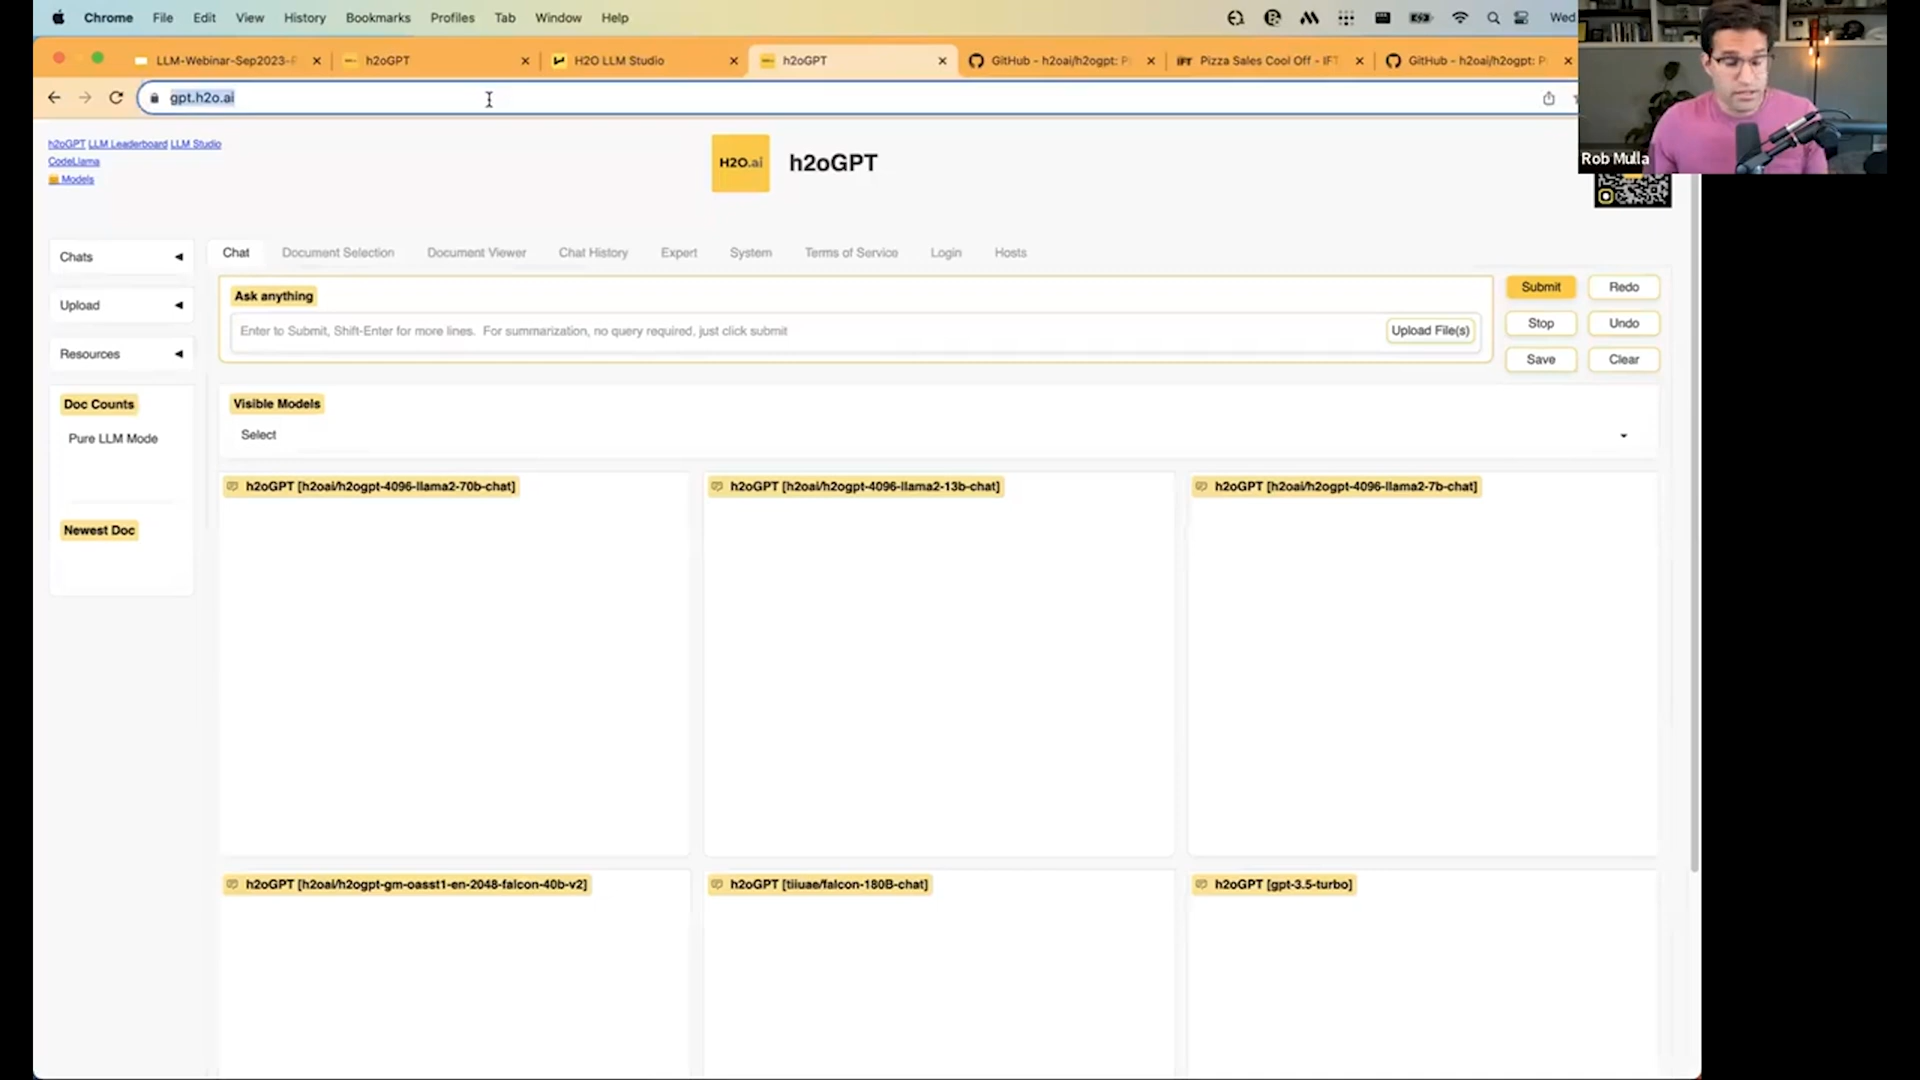 Chrome File Edit View History Bookmarks Profiles Tab Window Help Wed
LLM-Webinar-Sep2023-F h2oGPT H2O LLM Studio h2oGPT GitHub - h2oai/h2ogpt: P Pizza Sales Cool Off - IFT GitHub - h2oai/h2ogpt: P
gpt.h2o.ai
h2oGPT LLM Leaderboard LLM Studio
CodeLlama
Models
H2O.ai h2oGPT
Rob Mulla
Chats
Upload
Resources
Doc Counts
Pure LLM Mode
Newest Doc
Chat Document Selection Document Viewer Chat History Expert System Terms of Service Login Hosts
Ask anything
Enter to Submit, Shift-Enter for more lines. For summarization, no query required, just click submit
Upload File(s)
Submit Redo
Stop Undo
Save Clear
Visible Models
Select
h2oGPT [h2oai/h2ogpt-4096-llama2-70b-chat] h2oGPT [h2oai/h2ogpt-4096-llama2-13b-chat] h2oGPT [h2oai/h2ogpt-4096-llama2-7b-chat]
h2oGPT [h2oai/h2ogpt-gm-oasst1-en-2048-falcon-40b-v2] h2oGPT [tiiuae/falcon-180B-chat] h2oGPT [gpt-3.5-turbo]